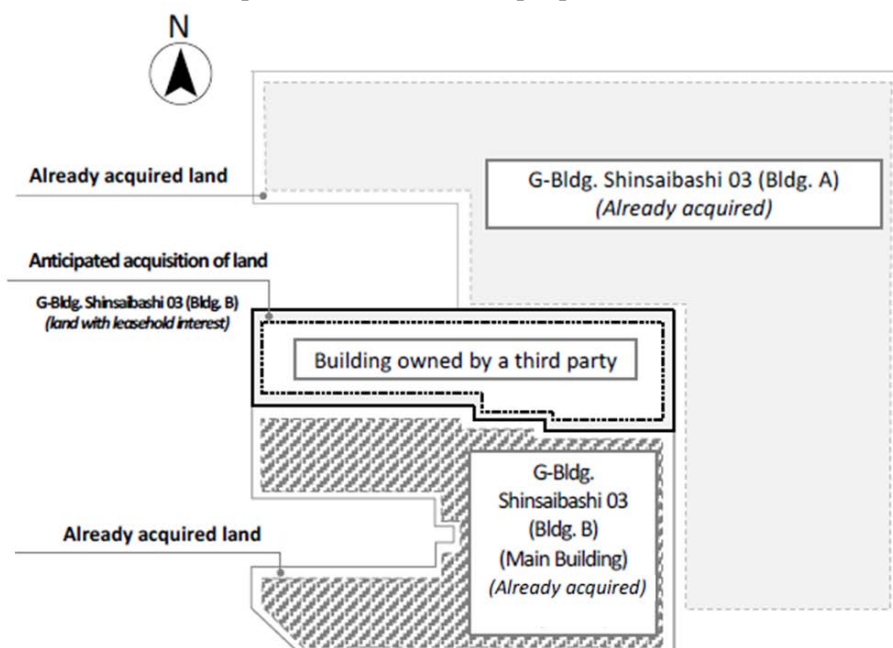 N
Already acquired land
G-Bldg. Shinsaibashi 03 (Bldg. A)
(Already acquired)
Anticipated acquisition of land
G-Bldg. Shinsaibashi 03 (Bldg. B)
(land with leasehold interest)
Building owned by a third party
G-Bldg.
Shinsaibashi 03
(Bldg. B)
(Main Building)
(Already acquired)
Already acquired land